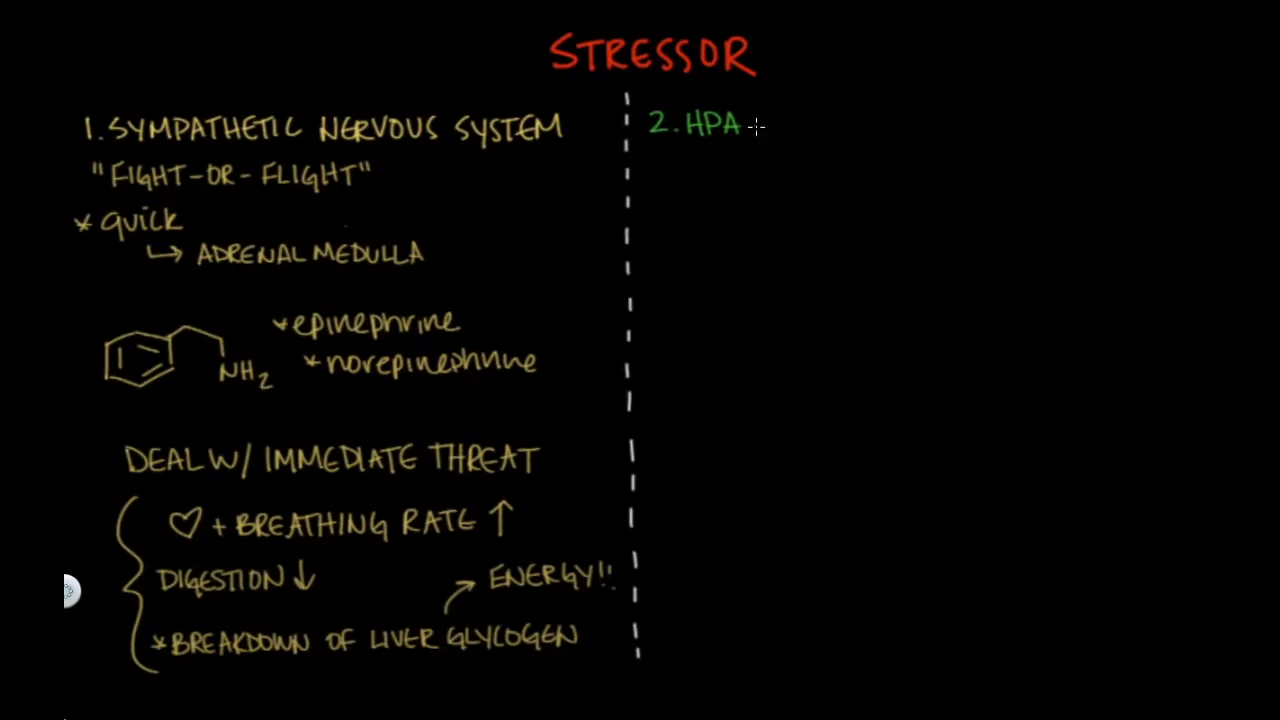 STRESSOR
1. SYMPATHETIC NERVOUS SYSTEM
"FIGHT-OR-FLIGHT"
* quick
↳ ADRENAL MEDULLA
* epinephrine
* norepinephrine
NH2
DEAL W/ IMMEDIATE THREAT
♡ + BREATHING RATE ↑
DIGESTION ↓
→ ENERGY!!
* BREAKDOWN OF LIVER GLYCOGEN
2. HPA